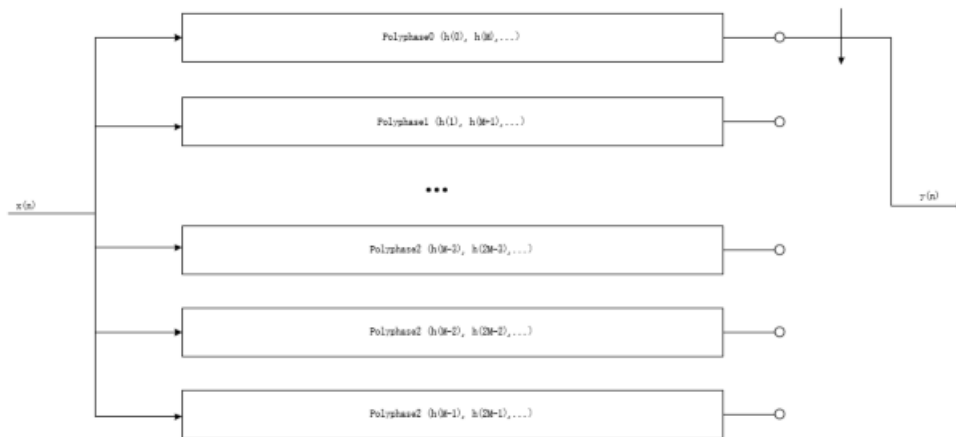 Polyphase0 (h(0), h(M),...)
Polyphase1 (h(1), h(M+1),...)
...
x(n)
y(n)
Polyphase2 (h(M-3), h(2M-3),...)
Polyphase2 (h(M-2), h(2M-2),...)
Polyphase2 (h(M-1), h(2M-1),...)